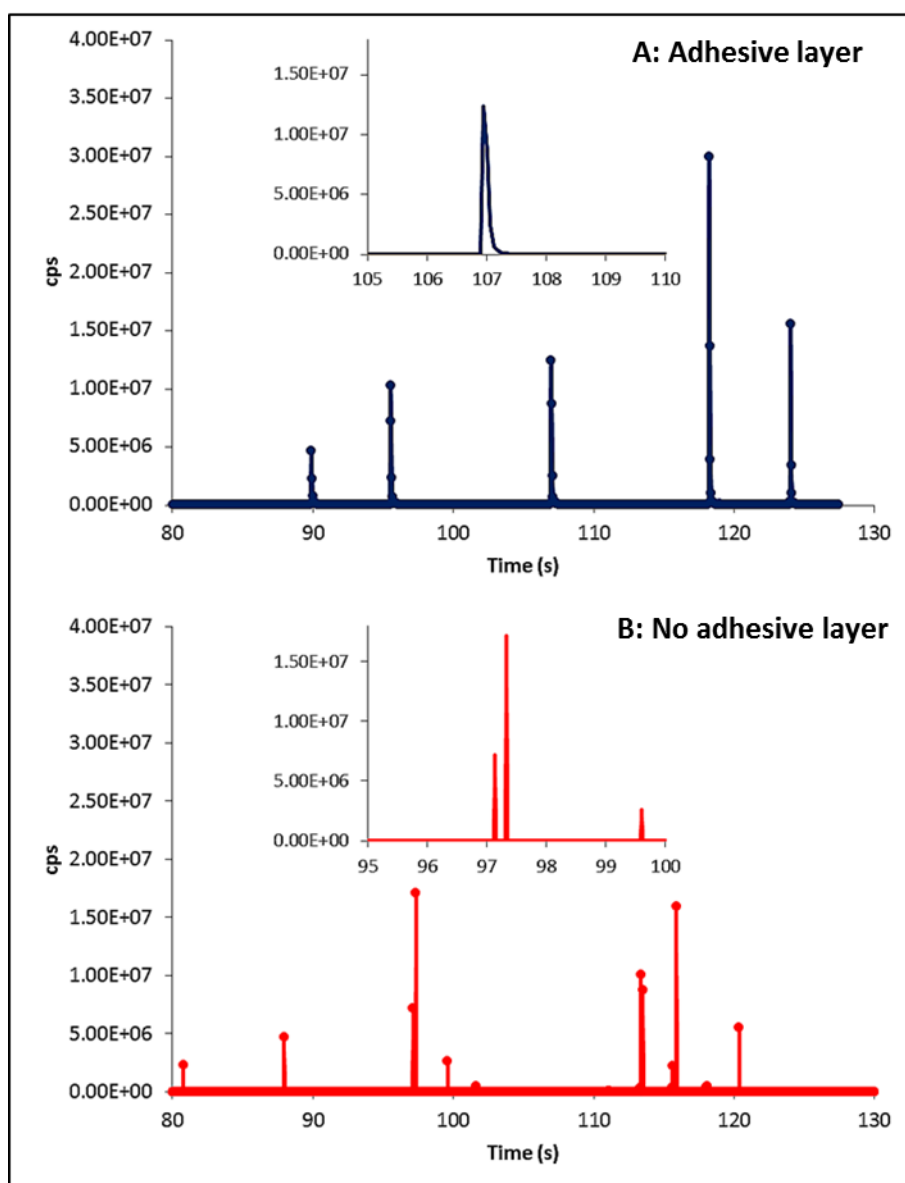 A: Adhesive layer
4.00E+07
3.50E+07
3.00E+07
2.50E+07
2.00E+07
1.50E+07
1.00E+07
5.00E+06
0.00E+00
cps
1.50E+07
1.00E+07
5.00E+06
0.00E+00
105 106 107 108 109 110
80 90 100 110 120 130
Time (s)
B: No adhesive layer
4.00E+07
3.50E+07
3.00E+07
2.50E+07
2.00E+07
1.50E+07
1.00E+07
5.00E+06
0.00E+00
cps
1.50E+07
1.00E+07
5.00E+06
0.00E+00
95 96 97 98 99 100
80 90 100 110 120 130
Time (s)